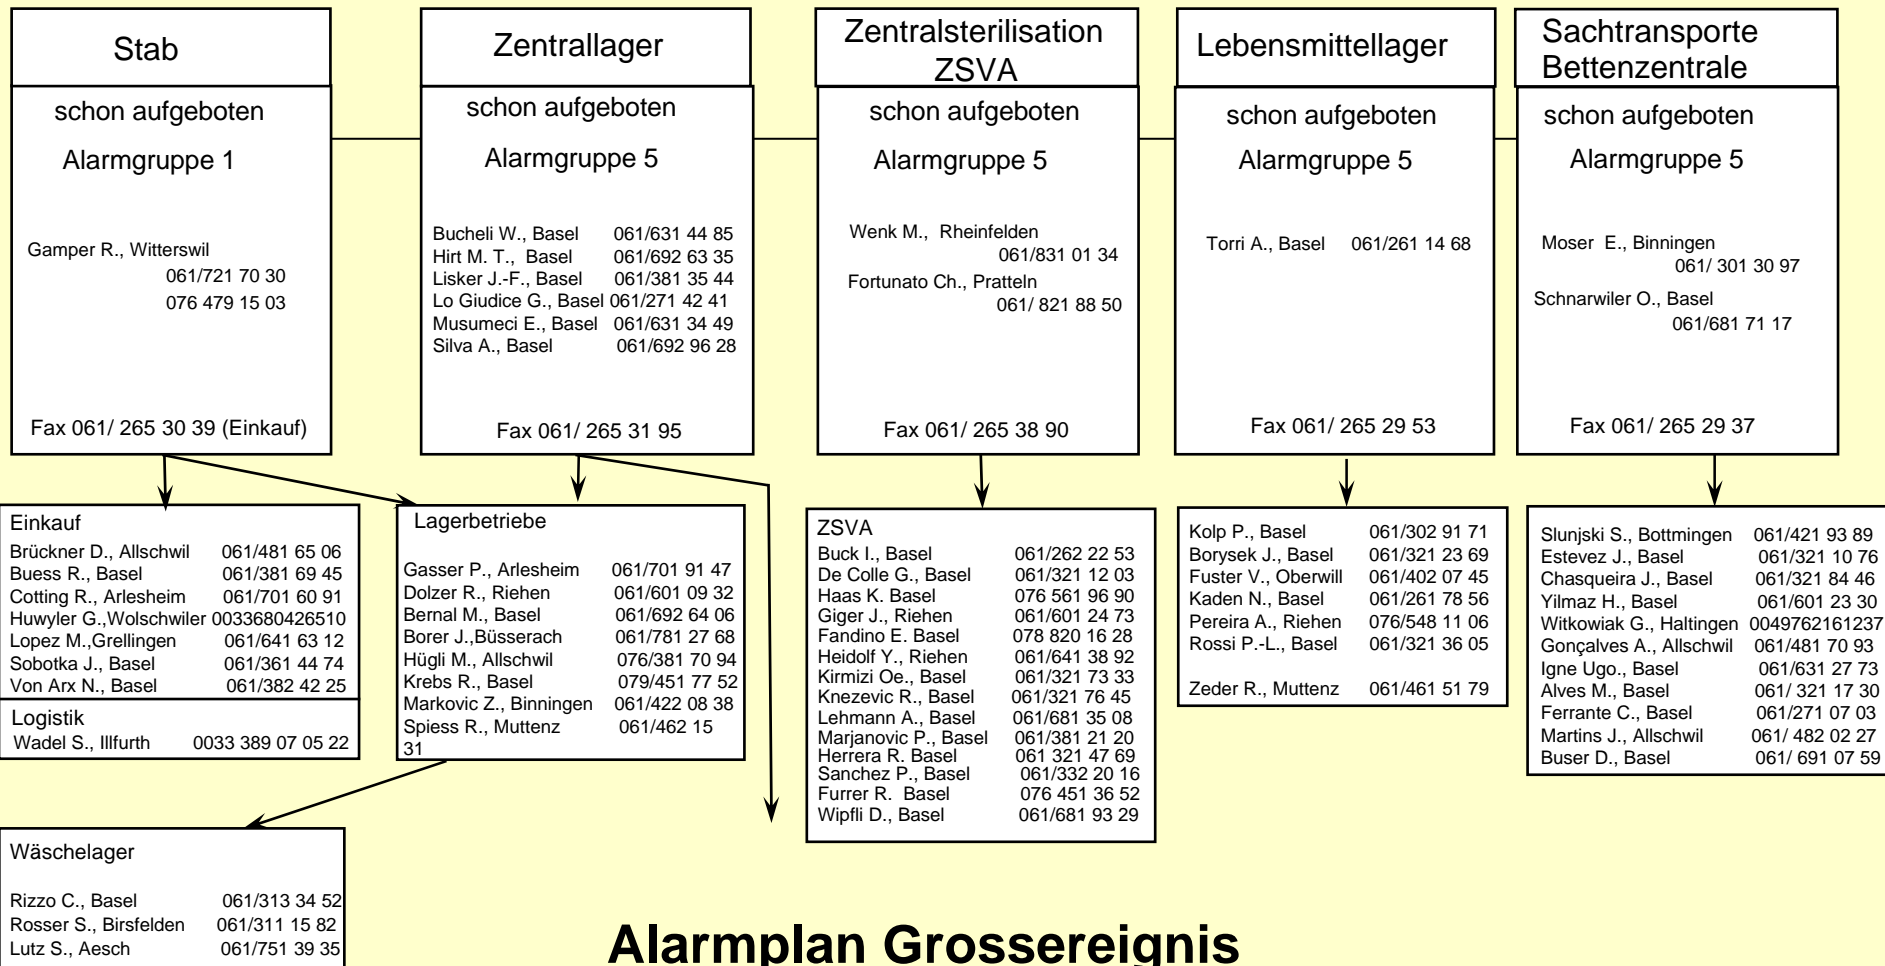 Stab
schon aufgeboten
Alarmgruppe 1
Gamper R., Witterswil
061/721 70 30
076 479 15 03
Fax 061/ 265 30 39 (Einkauf)
Zentrallager
schon aufgeboten
Alarmgruppe 5
Bucheli W., Basel 061/631 44 85
Hirt M. T., Basel 061/692 63 35
Lisker J.-F., Basel 061/381 35 44
Lo Giudice G., Basel 061/271 42 41
Musumeci E., Basel 061/631 34 49
Silva A., Basel 061/692 96 28
Fax 061/ 265 31 95
Zentralsterilisation
ZSVA
schon aufgeboten
Alarmgruppe 5
Wenk M., Rheinfelden
061/831 01 34
Fortunato Ch., Pratteln
061/ 821 88 50
Fax 061/ 265 38 90
Lebensmittellager
schon aufgeboten
Alarmgruppe 5
Torri A., Basel 061/261 14 68
Fax 061/ 265 29 53
Sachtransporte
Bettenzentrale
schon aufgeboten
Alarmgruppe 5
Moser E., Binningen
061/ 301 30 97
Schnarwiler O., Basel
061/681 71 17
Fax 061/ 265 29 37
Einkauf
Brückner D., Allschwil 061/481 65 06
Buess R., Basel 061/381 69 45
Cotting R., Arlesheim 061/701 60 91
Huwyler G.,Wolschwiler 0033680426510
Lopez M.,Grellingen 061/641 63 12
Sobotka J., Basel 061/361 44 74
Von Arx N., Basel 061/382 42 25
Logistik
Wadel S., Illfurth 0033 389 07 05 22
Lagerbetriebe
Gasser P., Arlesheim 061/701 91 47
Dolzer R., Riehen 061/601 09 32
Bernal M., Basel 061/692 64 06
Borer J.,Büsserach 061/781 27 68
Hügli M., Allschwil 076/381 70 94
Krebs R., Basel 079/451 77 52
Markovic Z., Binningen 061/422 08 38
Spiess R., Muttenz 061/462 15
31
ZSVA
Buck I., Basel 061/262 22 53
De Colle G., Basel 061/321 12 03
Haas K. Basel 076 561 96 90
Giger J., Riehen 061/601 24 73
Fandino E. Basel 078 820 16 28
Heidolf Y., Riehen 061/641 38 92
Kirmizi Oe., Basel 061/321 73 33
Knezevic R., Basel 061/321 76 45
Lehmann A., Basel 061/681 35 08
Marjanovic P., Basel 061/381 21 20
Herrera R. Basel 061 321 47 69
Sanchez P., Basel 061/332 20 16
Furrer R. Basel 076 451 36 52
Wipfli D., Basel 061/681 93 29
Kolp P., Basel 061/302 91 71
Borysek J., Basel 061/321 23 69
Fuster V., Oberwill 061/402 07 45
Kaden N., Basel 061/261 78 56
Pereira A., Riehen 076/548 11 06
Rossi P.-L., Basel 061/321 36 05
Zeder R., Muttenz 061/461 51 79
Slunjski S., Bottmingen 061/421 93 89
Estevez J., Basel 061/321 10 76
Chasqueira J., Basel 061/321 84 46
Yilmaz H., Basel 061/601 23 30
Witkowiak G., Haltingen 0049762161237
Gonçalves A., Allschwil 061/481 70 93
Igne Ugo., Basel 061/631 27 73
Alves M., Basel 061/ 321 17 30
Ferrante C., Basel 061/271 07 03
Martins J., Allschwil 061/ 482 02 27
Buser D., Basel 061/ 691 07 59
Wäschelager
Rizzo C., Basel 061/313 34 52
Rosser S., Birsfelden 061/311 15 82
Lutz S., Aesch 061/751 39 35
Alarmplan Grossereignis